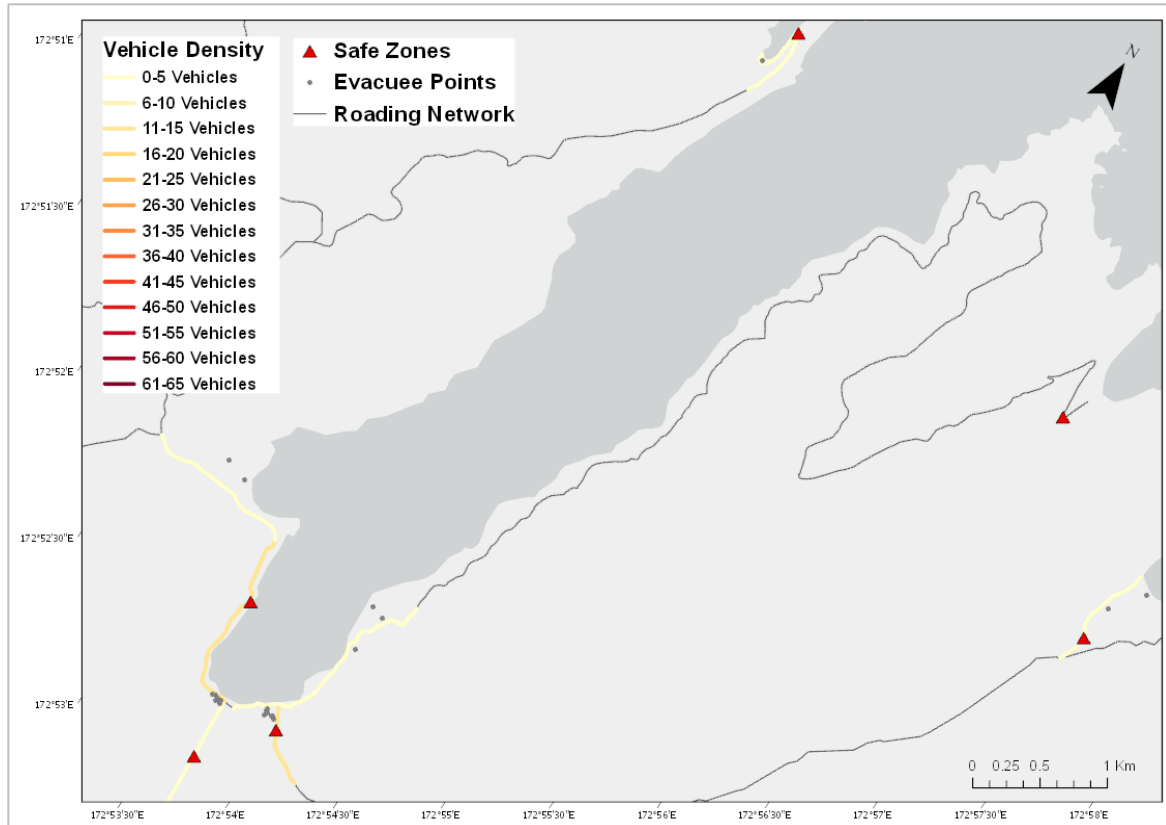 Vehicle Density
0-5 Vehicles
6-10 Vehicles
11-15 Vehicles
16-20 Vehicles
21-25 Vehicles
26-30 Vehicles
31-35 Vehicles
36-40 Vehicles
41-45 Vehicles
46-50 Vehicles
51-55 Vehicles
56-60 Vehicles
61-65 Vehicles
Safe Zones
Evacuee Points
Roading Network
N
172°51'E
172°51'30"E
172°52'E
172°52'30"E
172°53'E
0 0.25 0.5 1 Km
172°53'30"E 172°54'E 172°54'30"E 172°55'E 172°55'30"E 172°56'E 172°56'30"E 172°57'E 172°57'30"E 172°58'E